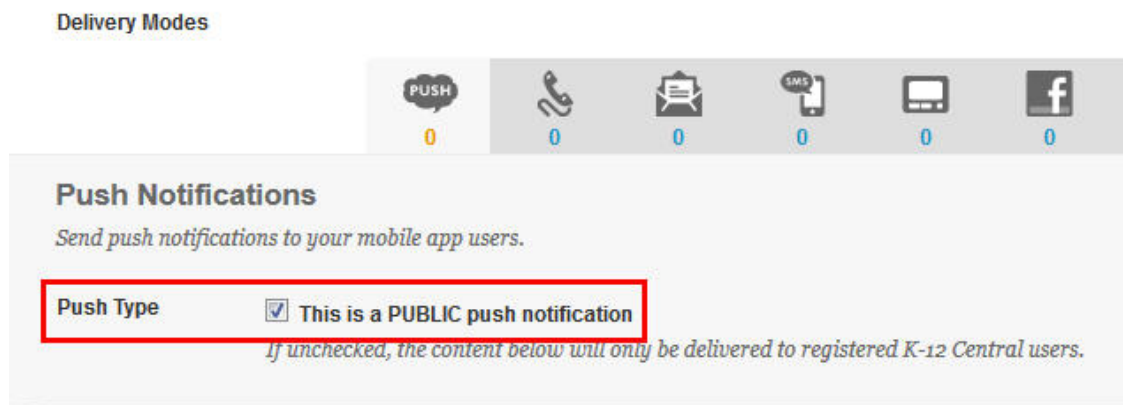 Delivery Modes
PUSH SMS f
0 0 0 0 0 0
Push Notifications
Send push notifications to your mobile app users.
Push Type This is a PUBLIC push notification
If unchecked, the content below will only be delivered to registered K-12 Central users.